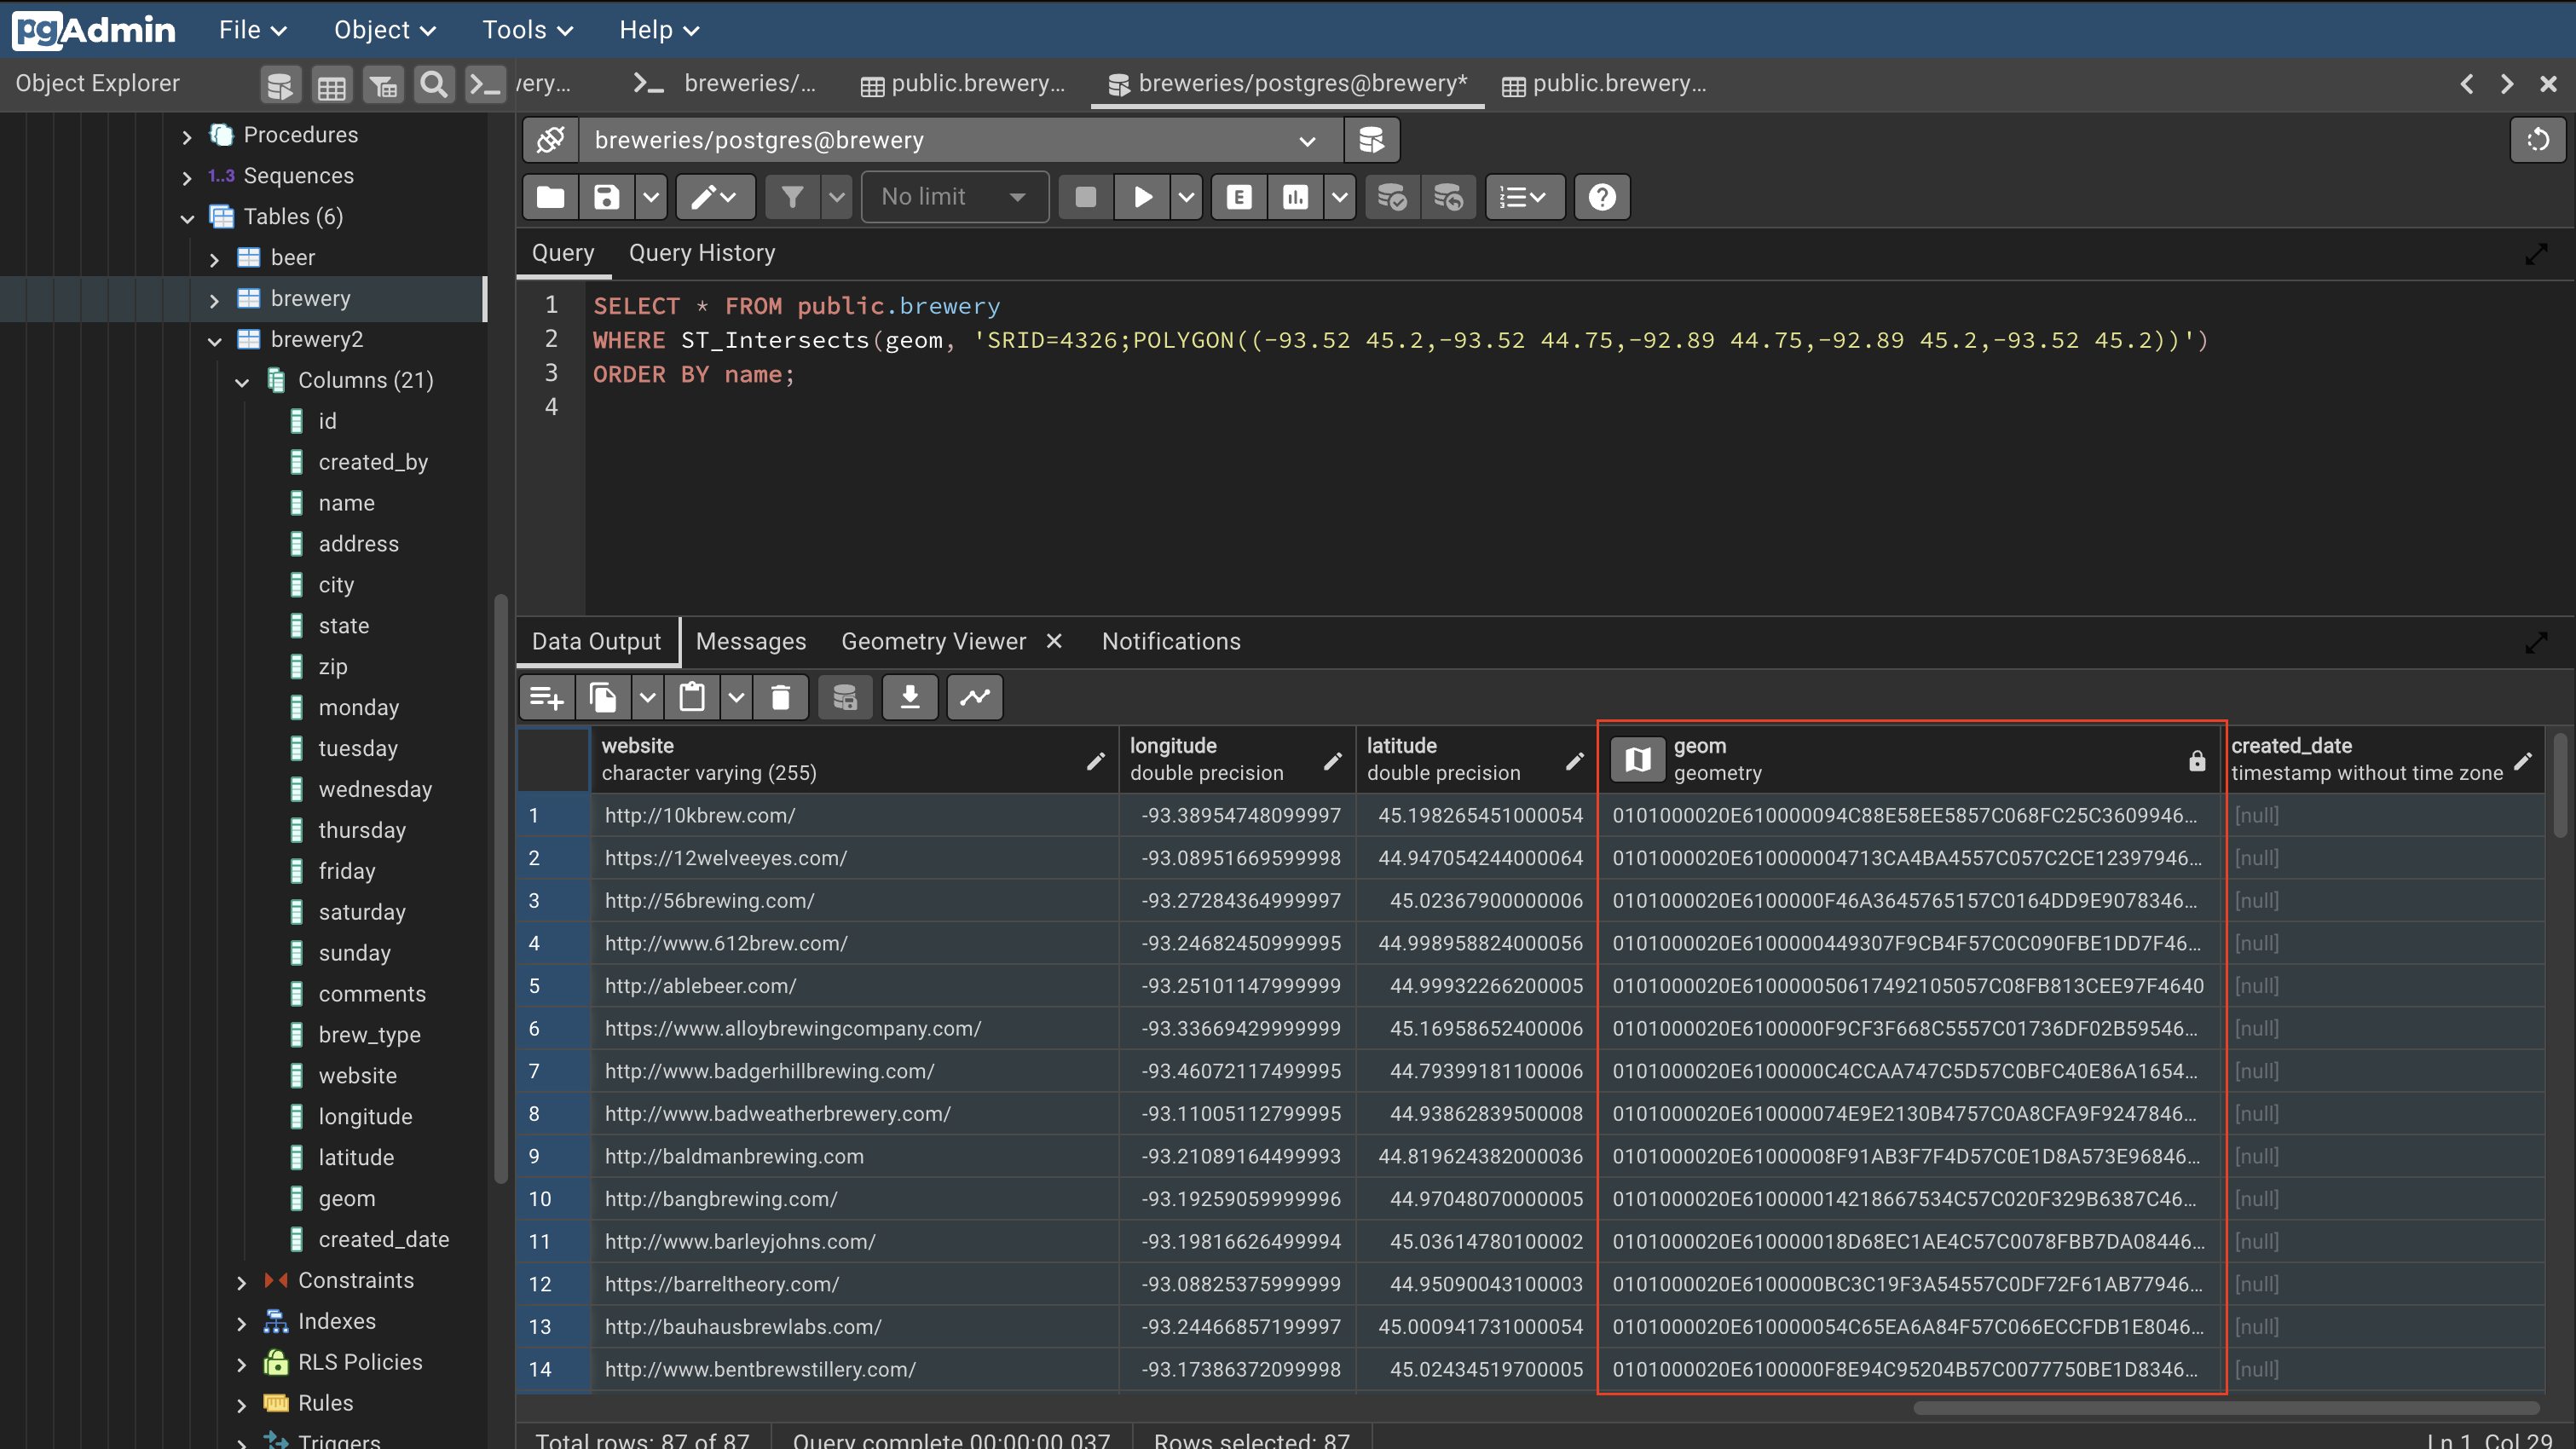 pgAdmin File Object Tools Help
Object Explorer
ery... breweries/... public.brewery... breweries/postgres@brewery* public.brewery...
Procedures
1..3 Sequences
Tables (6)
beer
brewery
brewery2
Columns (21)
id
created_by
name
address
city
state
zip
monday
tuesday
wednesday
thursday
friday
saturday
sunday
comments
brew_type
website
longitude
latitude
geom
created_date
Constraints
Indexes
RLS Policies
Rules
Triggers
breweries/postgres@brewery
No limit E
Query Query History
1 SELECT * FROM public.brewery
2 WHERE ST_Intersects(geom, 'SRID=4326;POLYGON((-93.52 45.2,-93.52 44.75,-92.89 44.75,-92.89 45.2,-93.52 45.2))')
3 ORDER BY name;
4
Data Output Messages Geometry Viewer Notifications
website longitude latitude geom created_date
character varying (255) double precision double precision geometry timestamp without time zone
1 http://10kbrew.com/ -93.38954748099997 45.198265451000054 0101000020E610000094C88E58EE5857C068FC25C3609946... [null]
2 https://12welveeyes.com/ -93.08951669599998 44.947054244000064 0101000020E610000004713CA4BA4557C057C2CE12397946... [null]
3 http://56brewing.com/ -93.27284364999997 45.02367900000006 0101000020E6100000F46A3645765157C0164DD9E9078346... [null]
4 http://www.612brew.com/ -93.24682450999995 44.998958824000056 0101000020E6100000449307F9CB4F57C0C090FBE1DD7F46... [null]
5 http://ablebeer.com/ -93.25101147999999 44.99932266200005 0101000020E610000050617492105057C08FB813CEE97F4640 [null]
6 https://www.alloybrewingcompany.com/ -93.33669429999999 45.16958652400006 0101000020E6100000F9CF3F668C5557C01736DF02B59546... [null]
7 http://www.badgerhillbrewing.com/ -93.46072117499995 44.79399181100006 0101000020E6100000C4CCAA747C5D57C0BFC40E86A1654... [null]
8 http://www.badweatherbrewery.com/ -93.11005112799995 44.93862839500008 0101000020E610000074E9E2130B4757C0A8CFA9F9247846... [null]
9 http://baldmanbrewing.com -93.21089164499993 44.819624382000036 0101000020E61000008F91AB3F7F4D57C0E1D8A573E96846... [null]
10 http://bangbrewing.com/ -93.19259059999996 44.97048070000005 0101000020E610000014218667534C57C020F329B6387C46... [null]
11 http://www.barleyjohns.com/ -93.19816626499994 45.03614780100002 0101000020E610000018D68EC1AE4C57C0078FBB7DA08446... [null]
12 https://barreltheory.com/ -93.08825375999999 44.95090043100003 0101000020E6100000BC3C19F3A54557C0DF72F61AB77946... [null]
13 http://bauhausbrewlabs.com/ -93.24466857199997 45.000941731000054 0101000020E610000054C65EA6A84F57C066ECCFDB1E8046... [null]
14 http://www.bentbrewstillery.com/ -93.17386372099998 45.02434519700005 0101000020E6100000F8E94C95204B57C0077750BE1D8346... [null]
Total rows: 87 of 87 Query complete 00:00:00.037 Rows selected: 87 Ln 1, Col 29